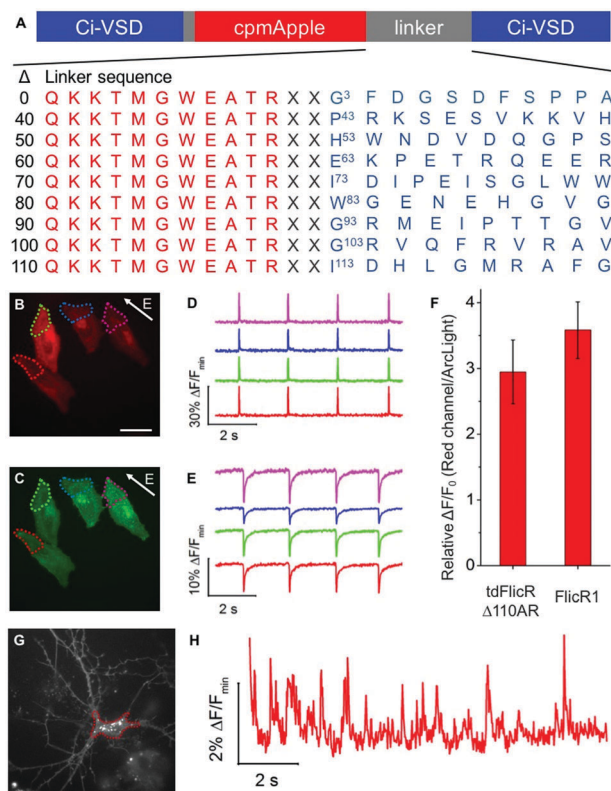 A
Ci-VSD cpmApple linker Ci-VSD
Δ Linker sequence
0 Q K K T M G W E A T R X X G3 F D G S D F S P P A
40 Q K K T M G W E A T R X X P43 R K S E S V K K V H
50 Q K K T M G W E A T R X X H53 W N D V D Q G P S
60 Q K K T M G W E A T R X X E63 K P E T R Q E E R
70 Q K K T M G W E A T R X X I73 D I P E I S G L W W
80 Q K K T M G W E A T R X X W83 G E N E H G V G
90 Q K K T M G W E A T R X X G93 R M E I P T T G V
100 Q K K T M G W E A T R X X G103 R V Q F R V R A V
110 Q K K T M G W E A T R X X I113 D H L G M R A F G
B
E
D
30% ΔF/Fmin
2 s
C
E
E
10% ΔF/Fmin
2 s
F
Relative ΔF/F0 (Red channel/ArcLight)
4
3
2
1
0
tdFlicR
Δ110AR
FlicR1
G
H
2% ΔF/Fmin
2 s